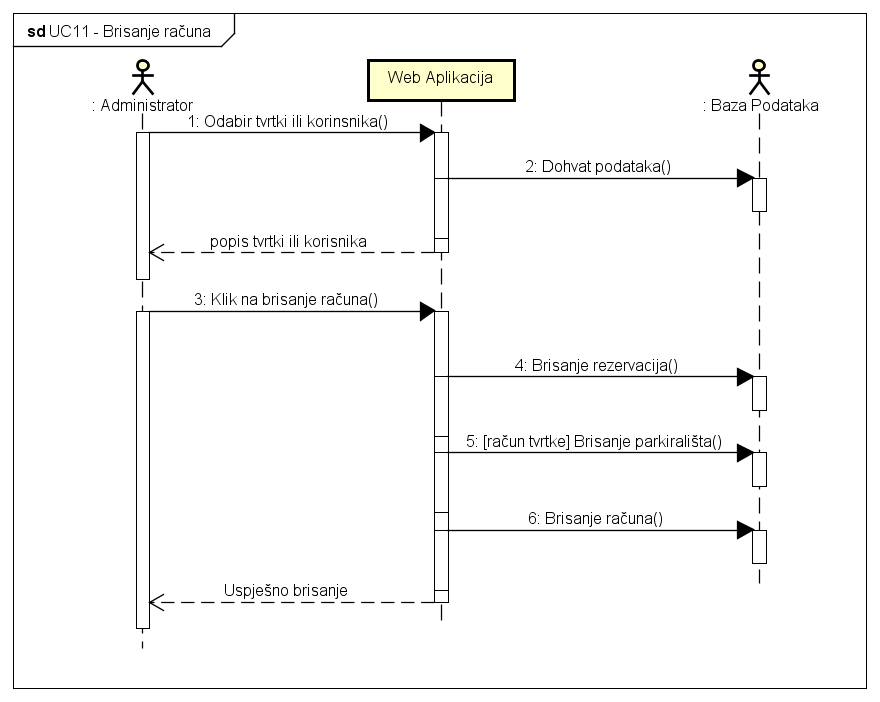 sd UC11 - Brisanje računa
: Administrator
Web Aplikacija
: Baza Podataka
1: Odabir tvrtki ili korinsnika()
2: Dohvat podataka()
popis tvrtki ili korisnika
3: Klik na brisanje računa()
4: Brisanje rezervacija()
5: [račun tvrtke] Brisanje parkirališta()
6: Brisanje računa()
Uspješno brisanje